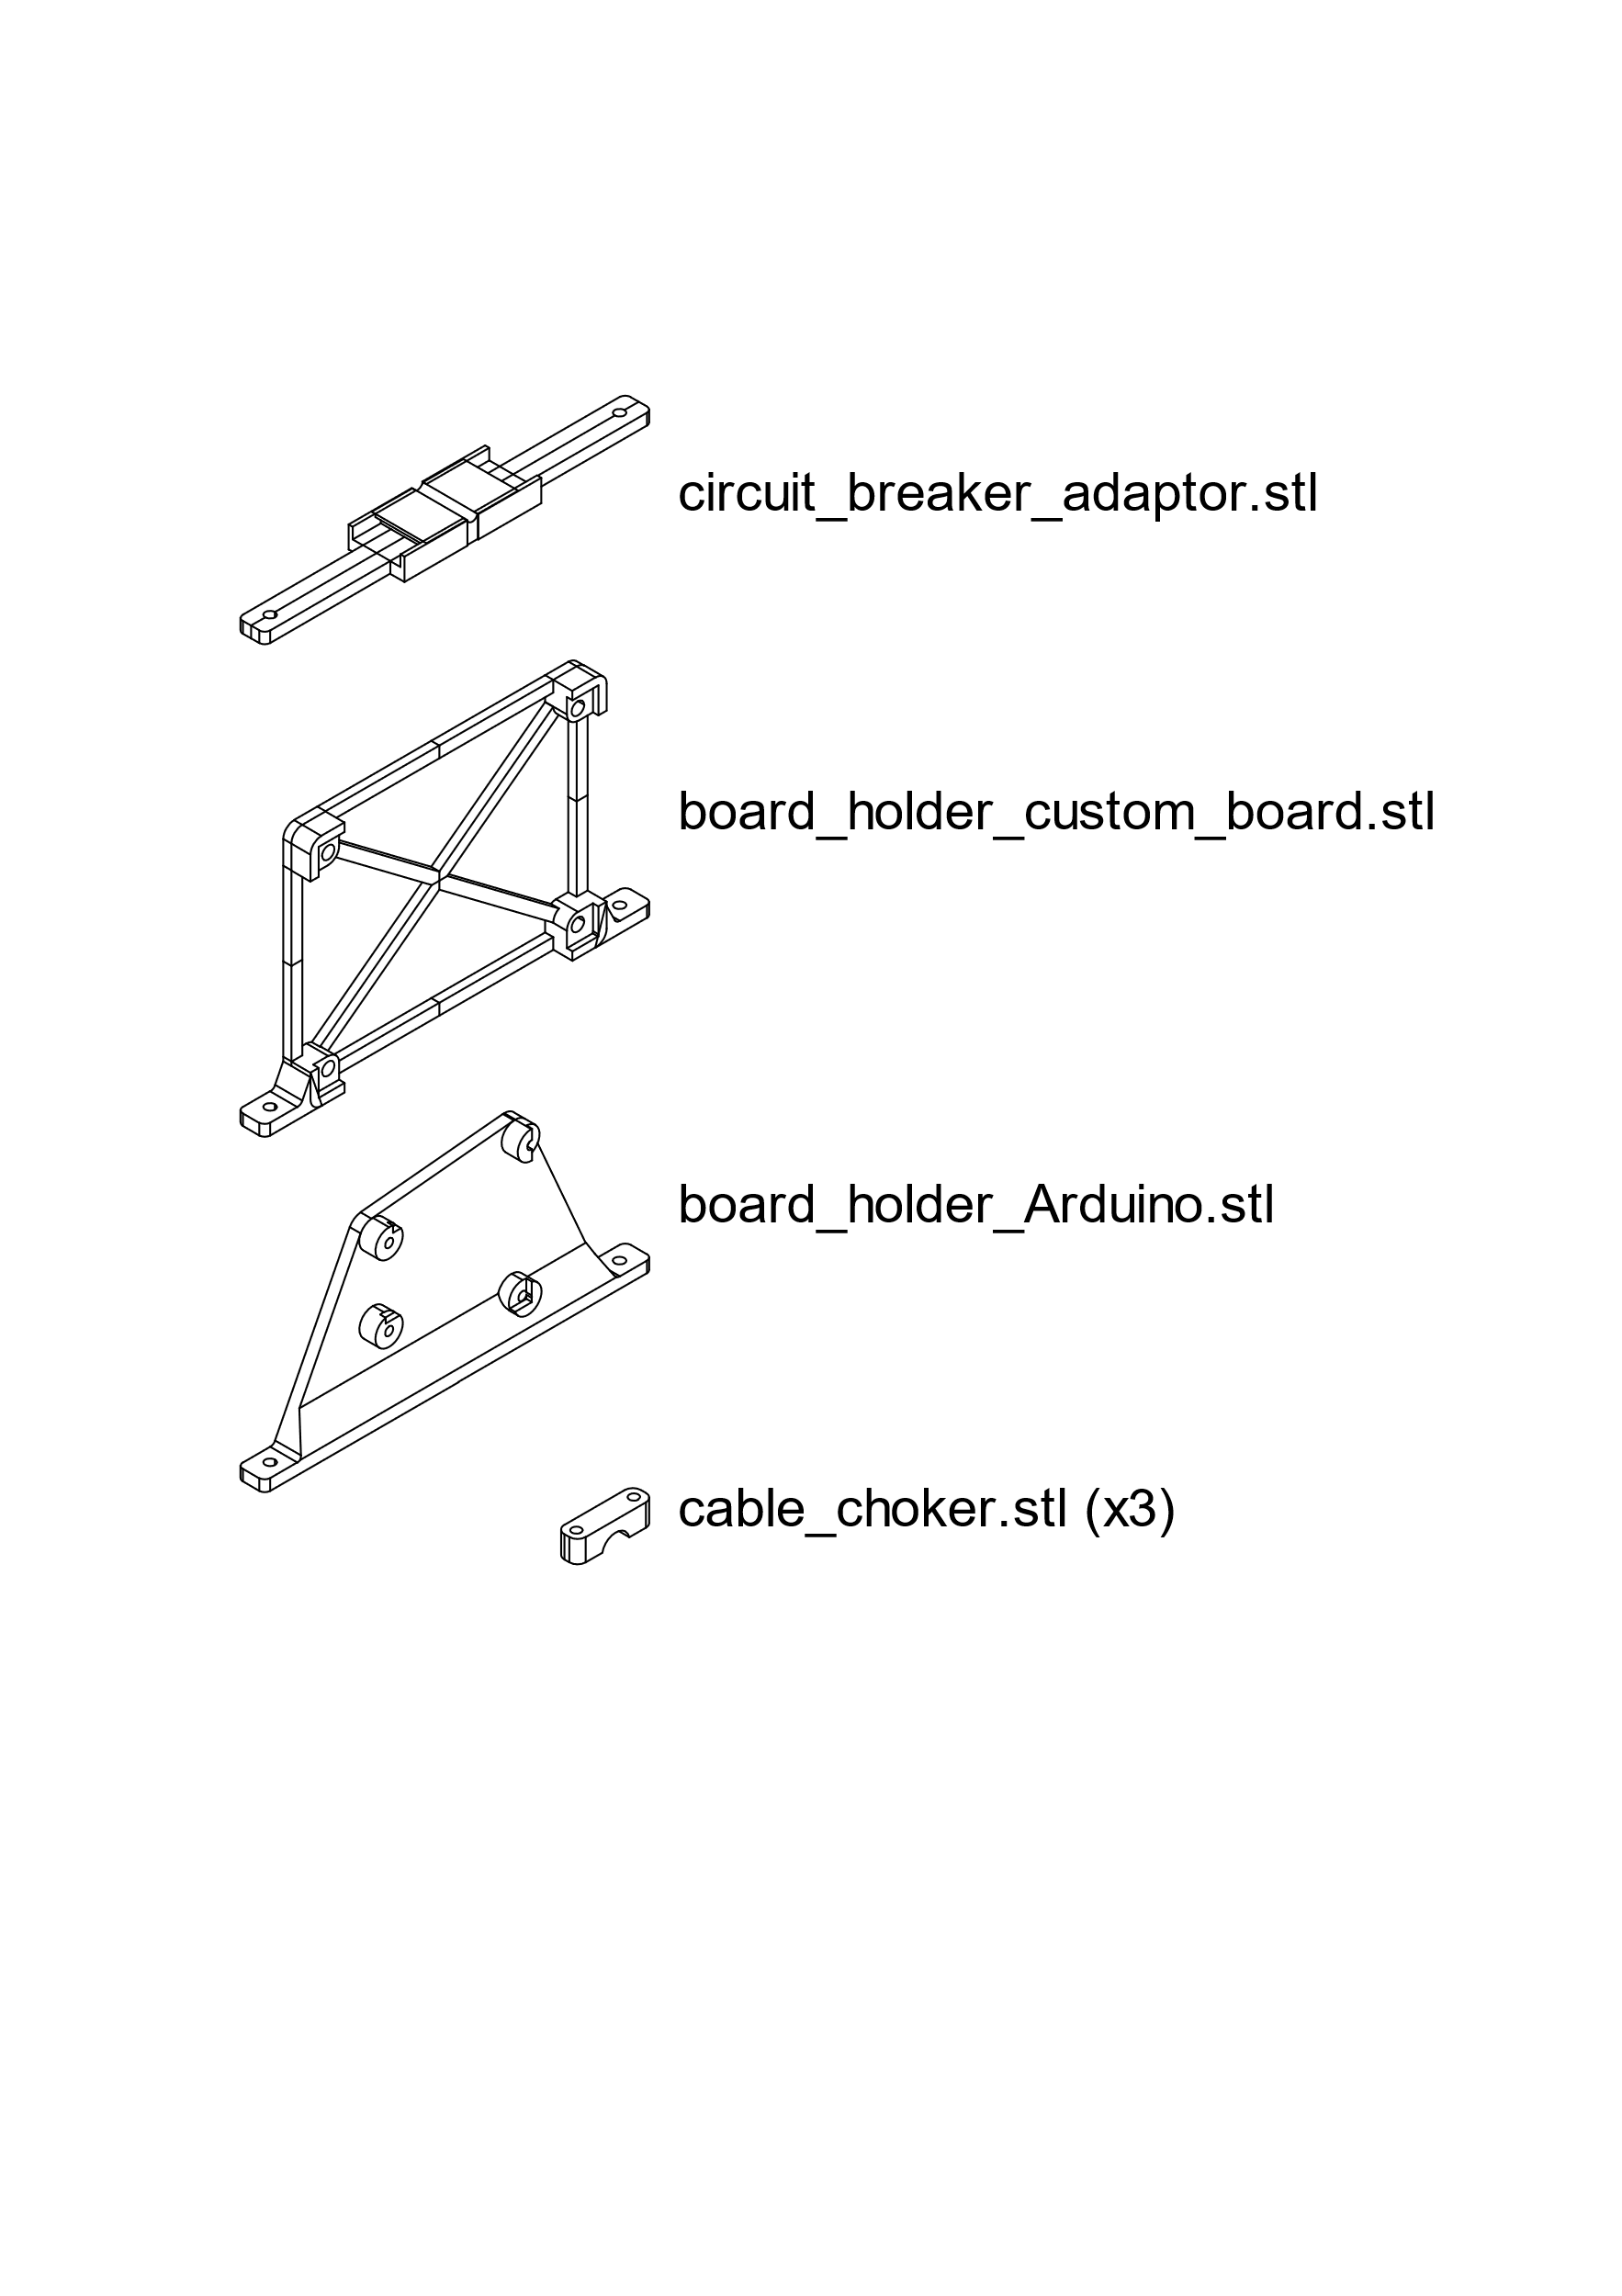 circuit_breaker_adaptor.stl
board_holder_custom_board.stl
board_holder_Arduino.stl
cable_choker.stl (x3)